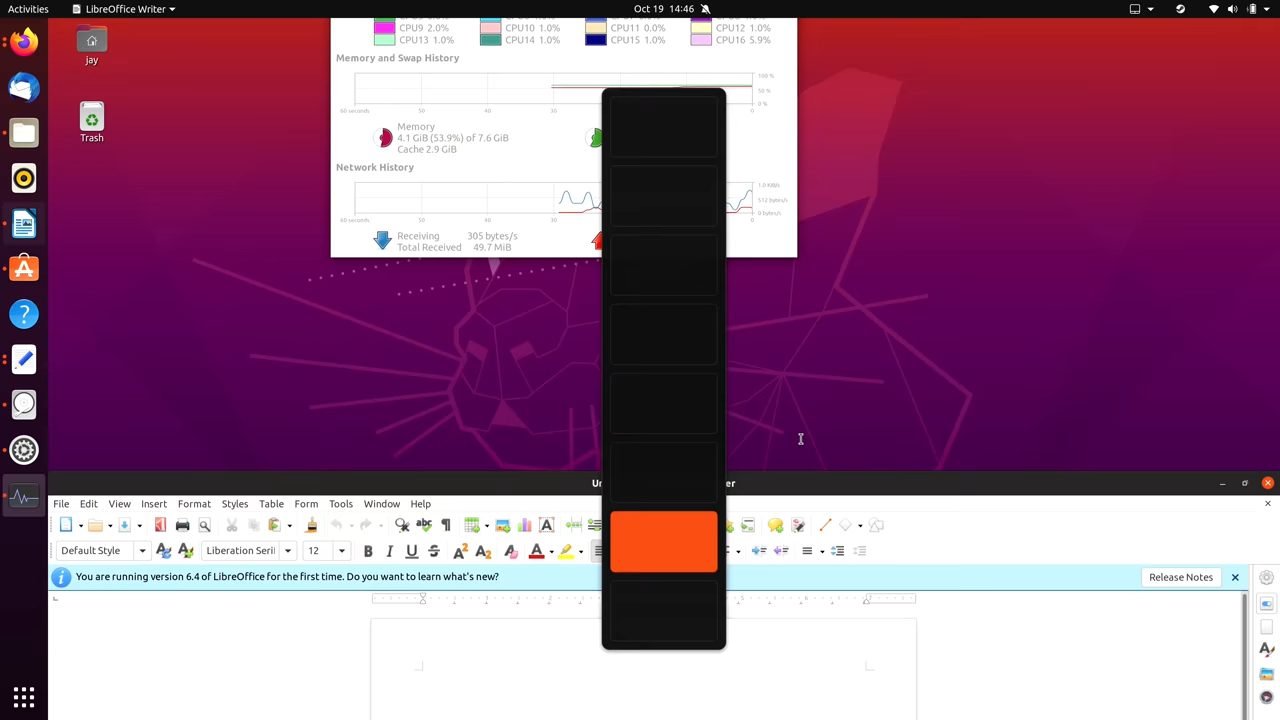 Activities
LibreOffice Writer
Oct 19 14:46
jay
Trash
CPU9 2.0%
CPU10 1.0%
CPU11 0.0%
CPU12 1.0%
CPU13 1.0%
CPU14 1.0%
CPU15 1.0%
CPU16 5.9%
Memory and Swap History
100 %
50 %
0 %
60 seconds
50
40
30
0
Memory
4.1 GiB (53.9%) of 7.6 GiB
Cache 2.9 GiB
Network History
1.0 KiB/s
512 bytes/s
0 bytes/s
60 seconds
50
40
30
0
Receiving 305 bytes/s
Total Received 49.7 MiB
File Edit View Insert Format Styles Table Form Tools Window Help
Default Style
Liberation Seri
12
You are running version 6.4 of LibreOffice for the first time. Do you want to learn what's new?
Release Notes